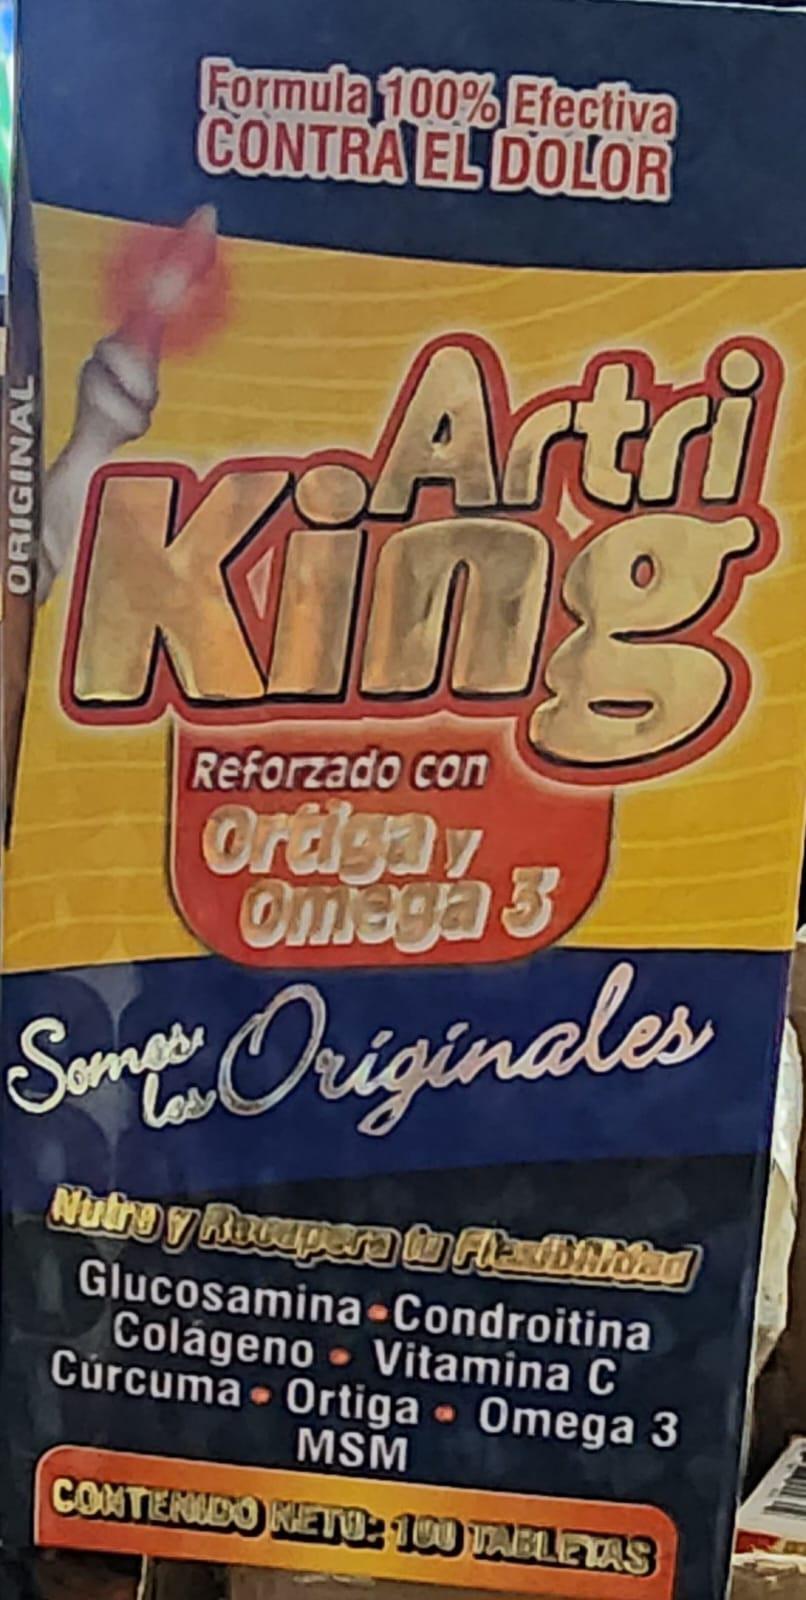 Formula 100% Efectiva
CONTRA EL DOLOR
ORIGINAL
Artri
King
Reforzado con
Ortiga y
Omega 3
Somos los Originales
Nutre y Recupera tu Flexibilidad
Glucosamina • Condroitina
Colágeno • Vitamina C
Cúrcuma • Ortiga • Omega 3
MSM
CONTENIDO NETO: 100 TABLETAS